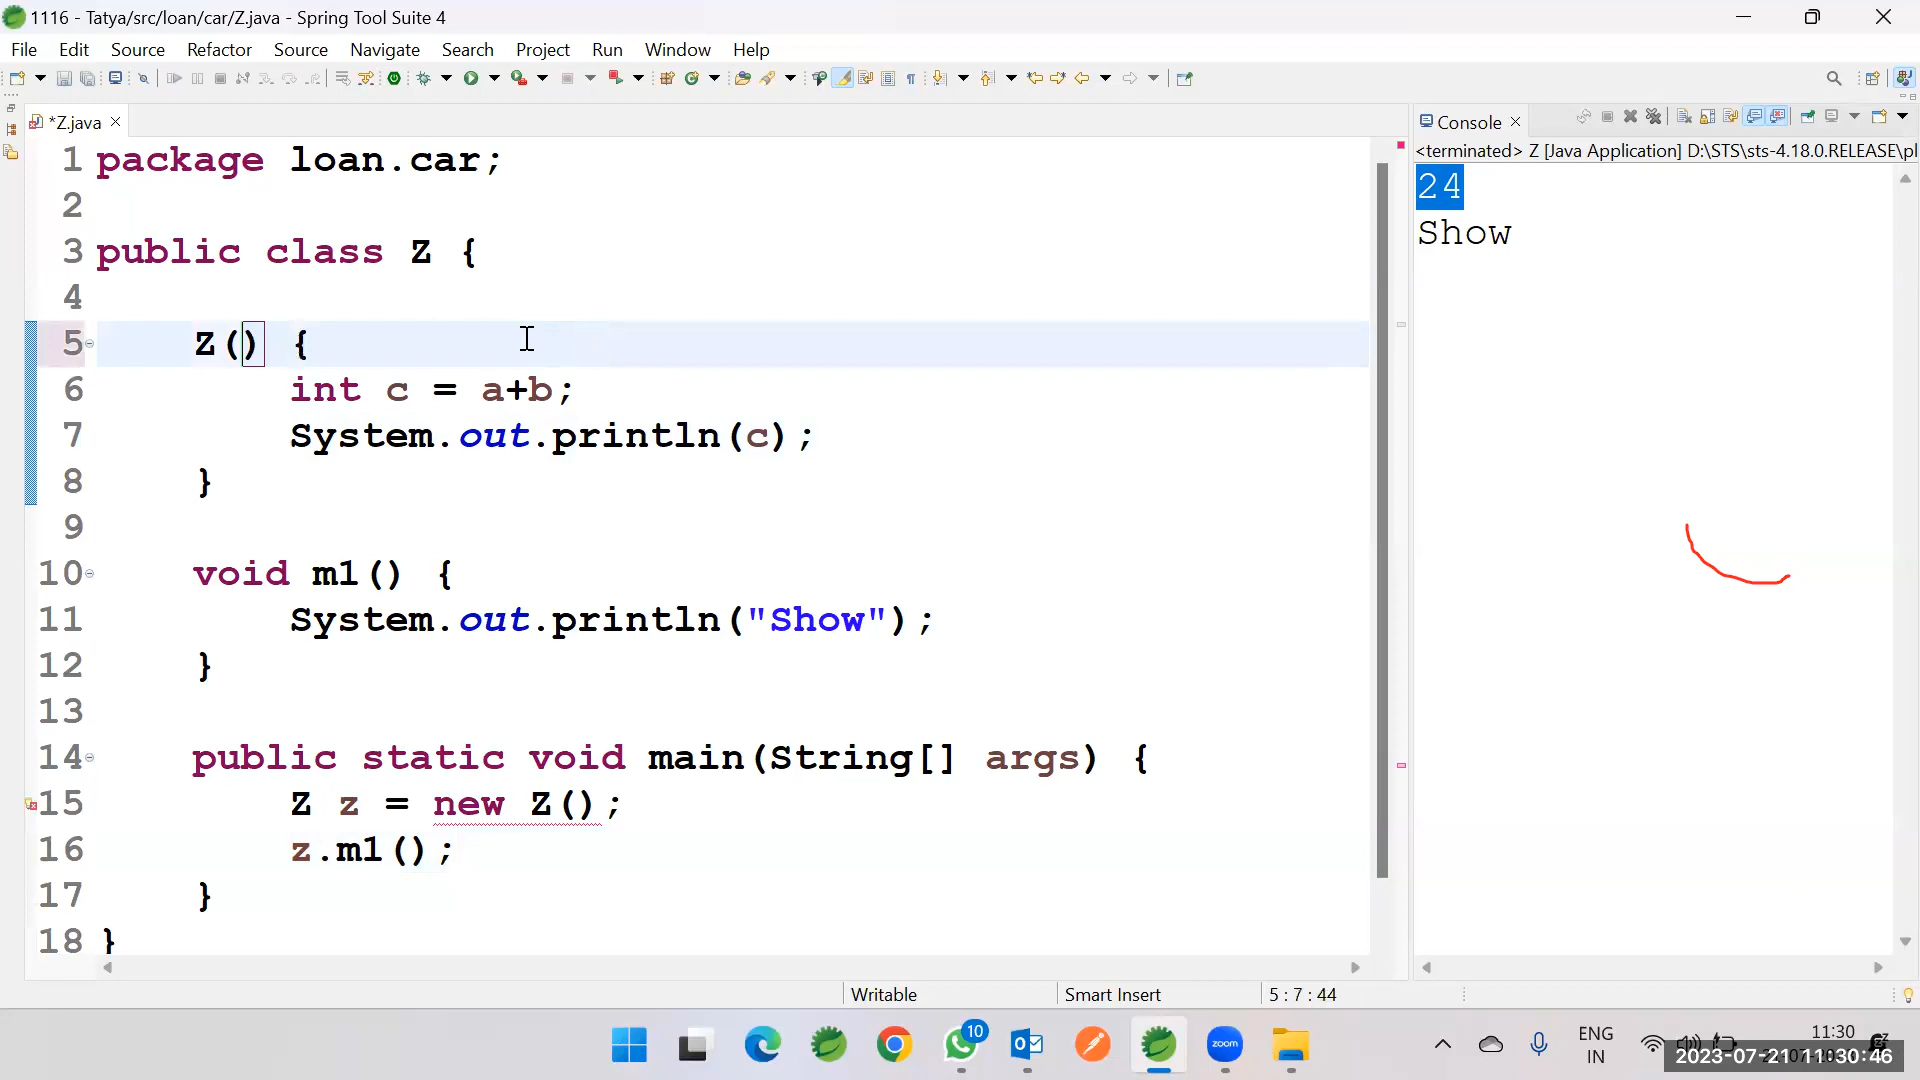 1116 - Tatya/src/loan/car/Z.java - Spring Tool Suite 4
File Edit Source Refactor Source Navigate Search Project Run Window Help
*Z.java
Console
<terminated> Z [Java Application] D:\STS\sts-4.18.0.RELEASE\pl
1 package loan.car;
2
3 public class Z {
4
5 Z() {
6 int c = a+b;
7 System.out.println(c);
8 }
9
10 void m1() {
11 System.out.println("Show");
12 }
13
14 public static void main(String[] args) {
15 Z z = new Z();
16 z.m1();
17 }
18 }
24
Show
Writable Smart Insert 5 : 7 : 44
10
zoom
ENG
IN
11:30
2023-07-21 11:30:46